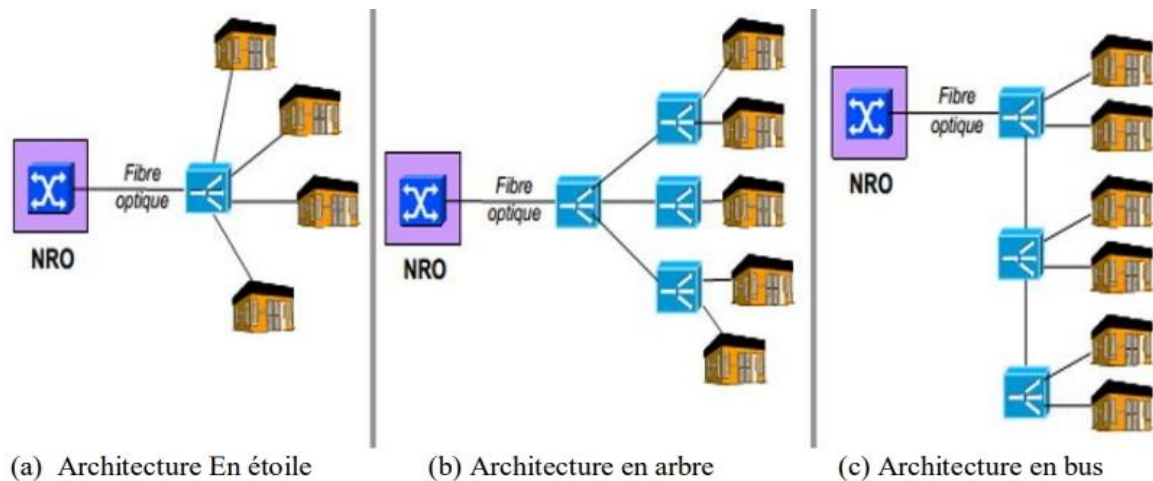 Fibre
optique
NRO
Fibre
optique
NRO
Fibre
optique
NRO
(a) Architecture En étoile
(b) Architecture en arbre
(c) Architecture en bus